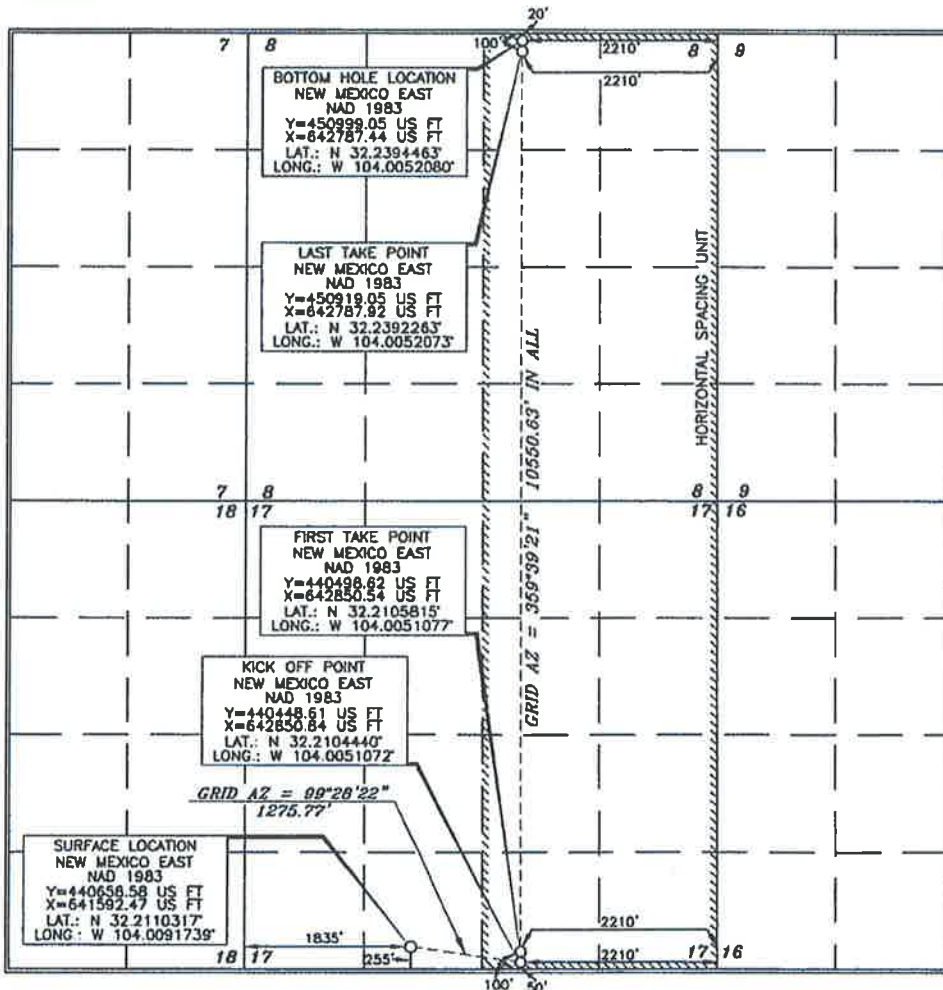 20'
7 8
100'
2210'
8 9
2210'
BOTTOM HOLE LOCATION
NEW MEXICO EAST
NAD 1983
Y=450999.05 US FT
X=642787.44 US FT
LAT.: N 32.2394463°
LONG.: W 104.0052080°
LAST TAKE POINT
NEW MEXICO EAST
NAD 1983
Y=450919.05 US FT
X=642787.92 US FT
LAT.: N 32.2392263°
LONG.: W 104.0052073°
HORIZONTAL SPACING UNIT
GRID AZ = 359°39'21" 10550.63' IN ALL
7 8
18 17
8 9
17 16
FIRST TAKE POINT
NEW MEXICO EAST
NAD 1983
Y=440498.62 US FT
X=642850.54 US FT
LAT.: N 32.2105815°
LONG.: W 104.0051077°
KICK OFF POINT
NEW MEXICO EAST
NAD 1983
Y=440448.61 US FT
X=642850.84 US FT
LAT.: N 32.2104440°
LONG.: W 104.0051072°
GRID AZ = 99°28'22"
1275.77'
SURFACE LOCATION
NEW MEXICO EAST
NAD 1983
Y=440658.58 US FT
X=641592.47 US FT
LAT.: N 32.2110317°
LONG.: W 104.0091739°
1835'
255'
2210'
2210'
18 17
17 16
100'
50'